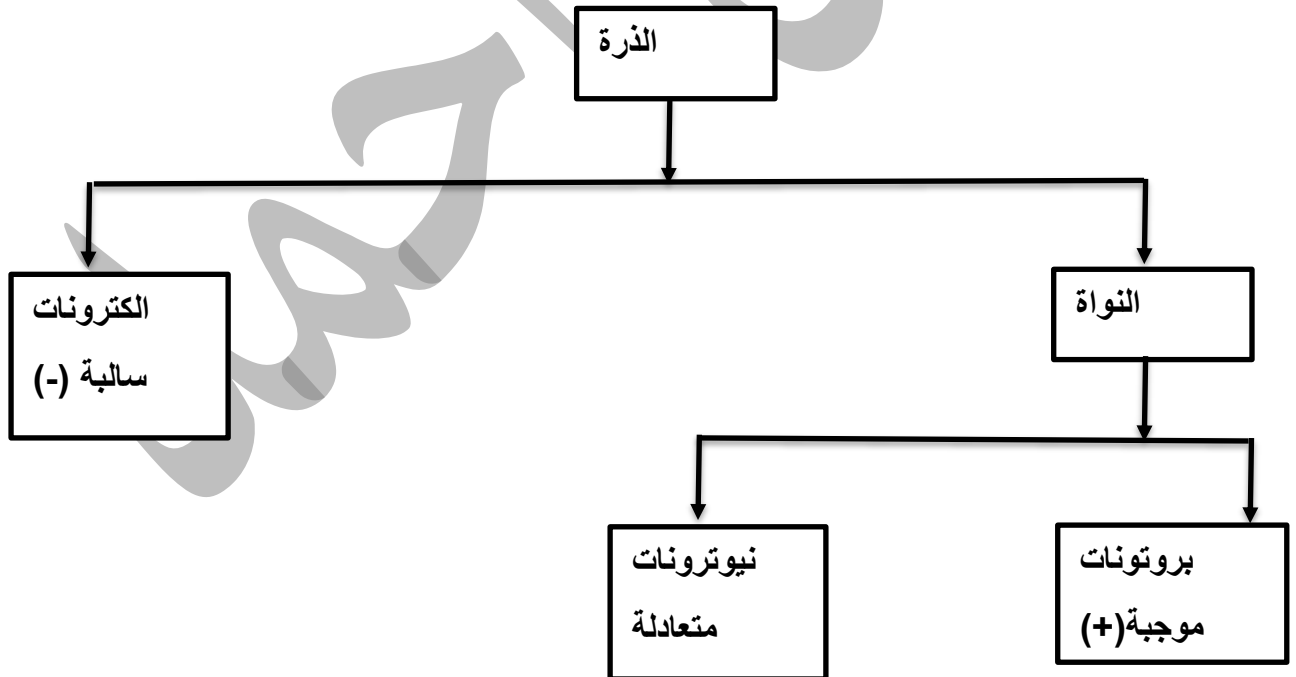 الذرة
النواة
الكترونات
سالبة (-)
بروتونات
موجبة(+)
نيوترونات
متعادلة